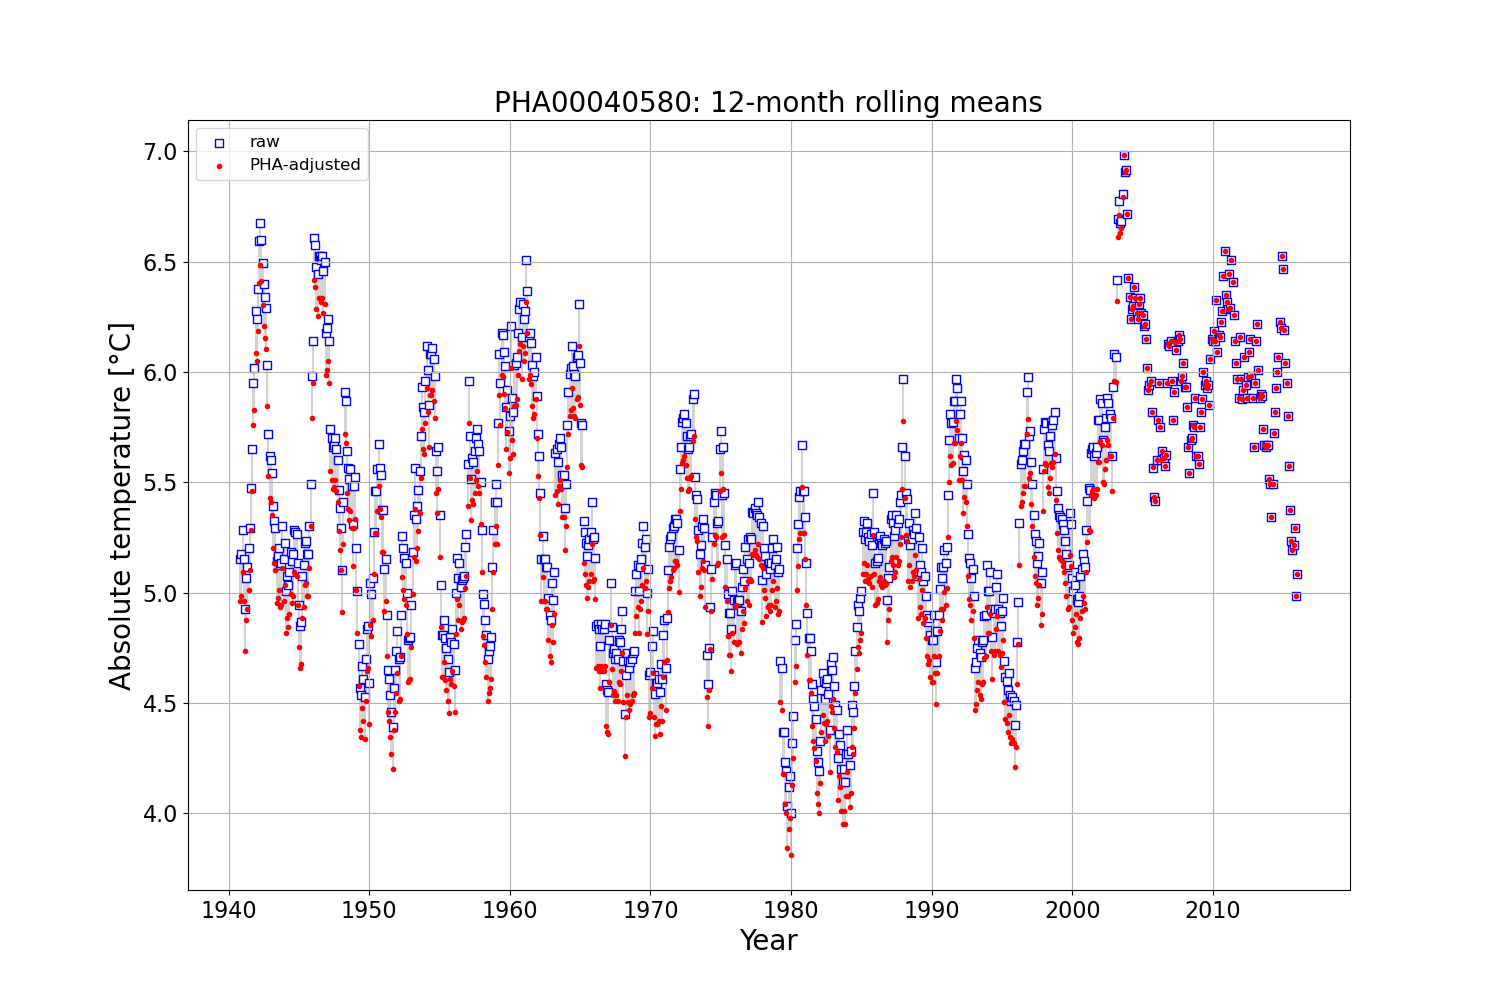 PHA00040580: 12-month rolling means
raw
PHA-adjusted
Absolute temperature [°C]
7.0
6.5
6.0
5.5
5.0
4.5
4.0
1940 1950 1960 1970 1980 1990 2000 2010
Year